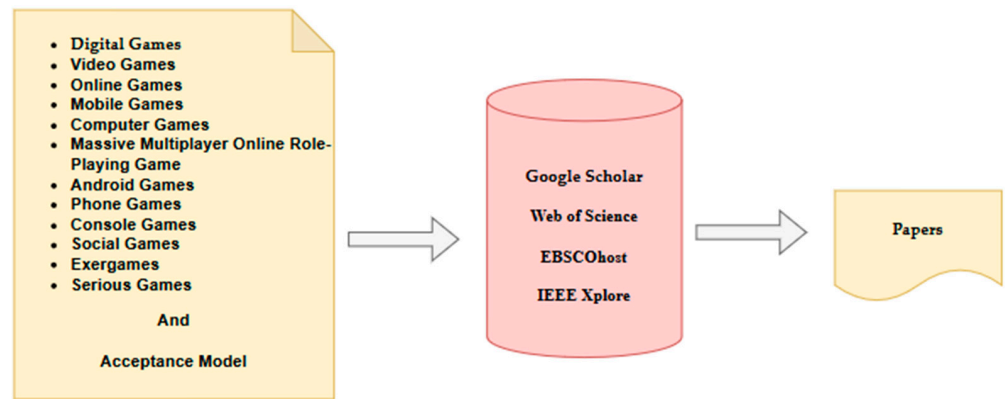 • Digital Games
• Video Games
• Online Games
• Mobile Games
• Computer Games
• Massive Multiplayer Online Role-
Playing Game
• Android Games
• Phone Games
• Console Games
• Social Games
• Exergames
• Serious Games
And
Acceptance Model
Google Scholar
Web of Science
EBSCOhost
IEEE Xplore
Papers